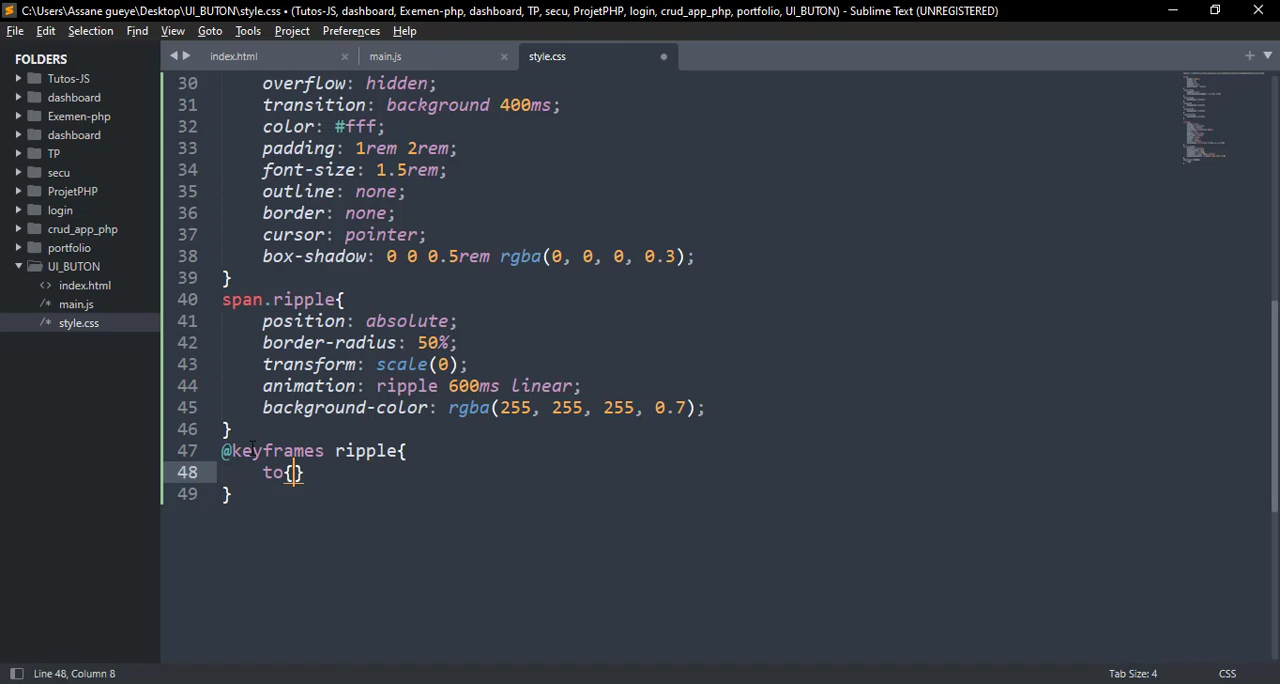 C:\Users\Assane gueye\Desktop\UI_BUTON\style.css • (Tutos-JS, dashboard, Exemen-php, dashboard, TP, secu, ProjetPHP, login, crud_app_php, portfolio, UI_BUTON) - Sublime Text (UNREGISTERED)
File Edit Selection Find View Goto Tools Project Preferences Help
FOLDERS
Tutos-JS
dashboard
Exemen-php
dashboard
TP
secu
ProjetPHP
login
crud_app_php
portfolio
UI_BUTON
<> index.html
/* main.js
/* style.css
index.html main.js style.css
30 overflow: hidden;
31 transition: background 400ms;
32 color: #fff;
33 padding: 1rem 2rem;
34 font-size: 1.5rem;
35 outline: none;
36 border: none;
37 cursor: pointer;
38 box-shadow: 0 0 0.5rem rgba(0, 0, 0, 0.3);
39 }
40 span.ripple{
41 position: absolute;
42 border-radius: 50%;
43 transform: scale(0);
44 animation: ripple 600ms linear;
45 background-color: rgba(255, 255, 255, 0.7);
46 }
47 @keyframes ripple{
48 to{}
49 }
Line 48, Column 8 Tab Size: 4 CSS